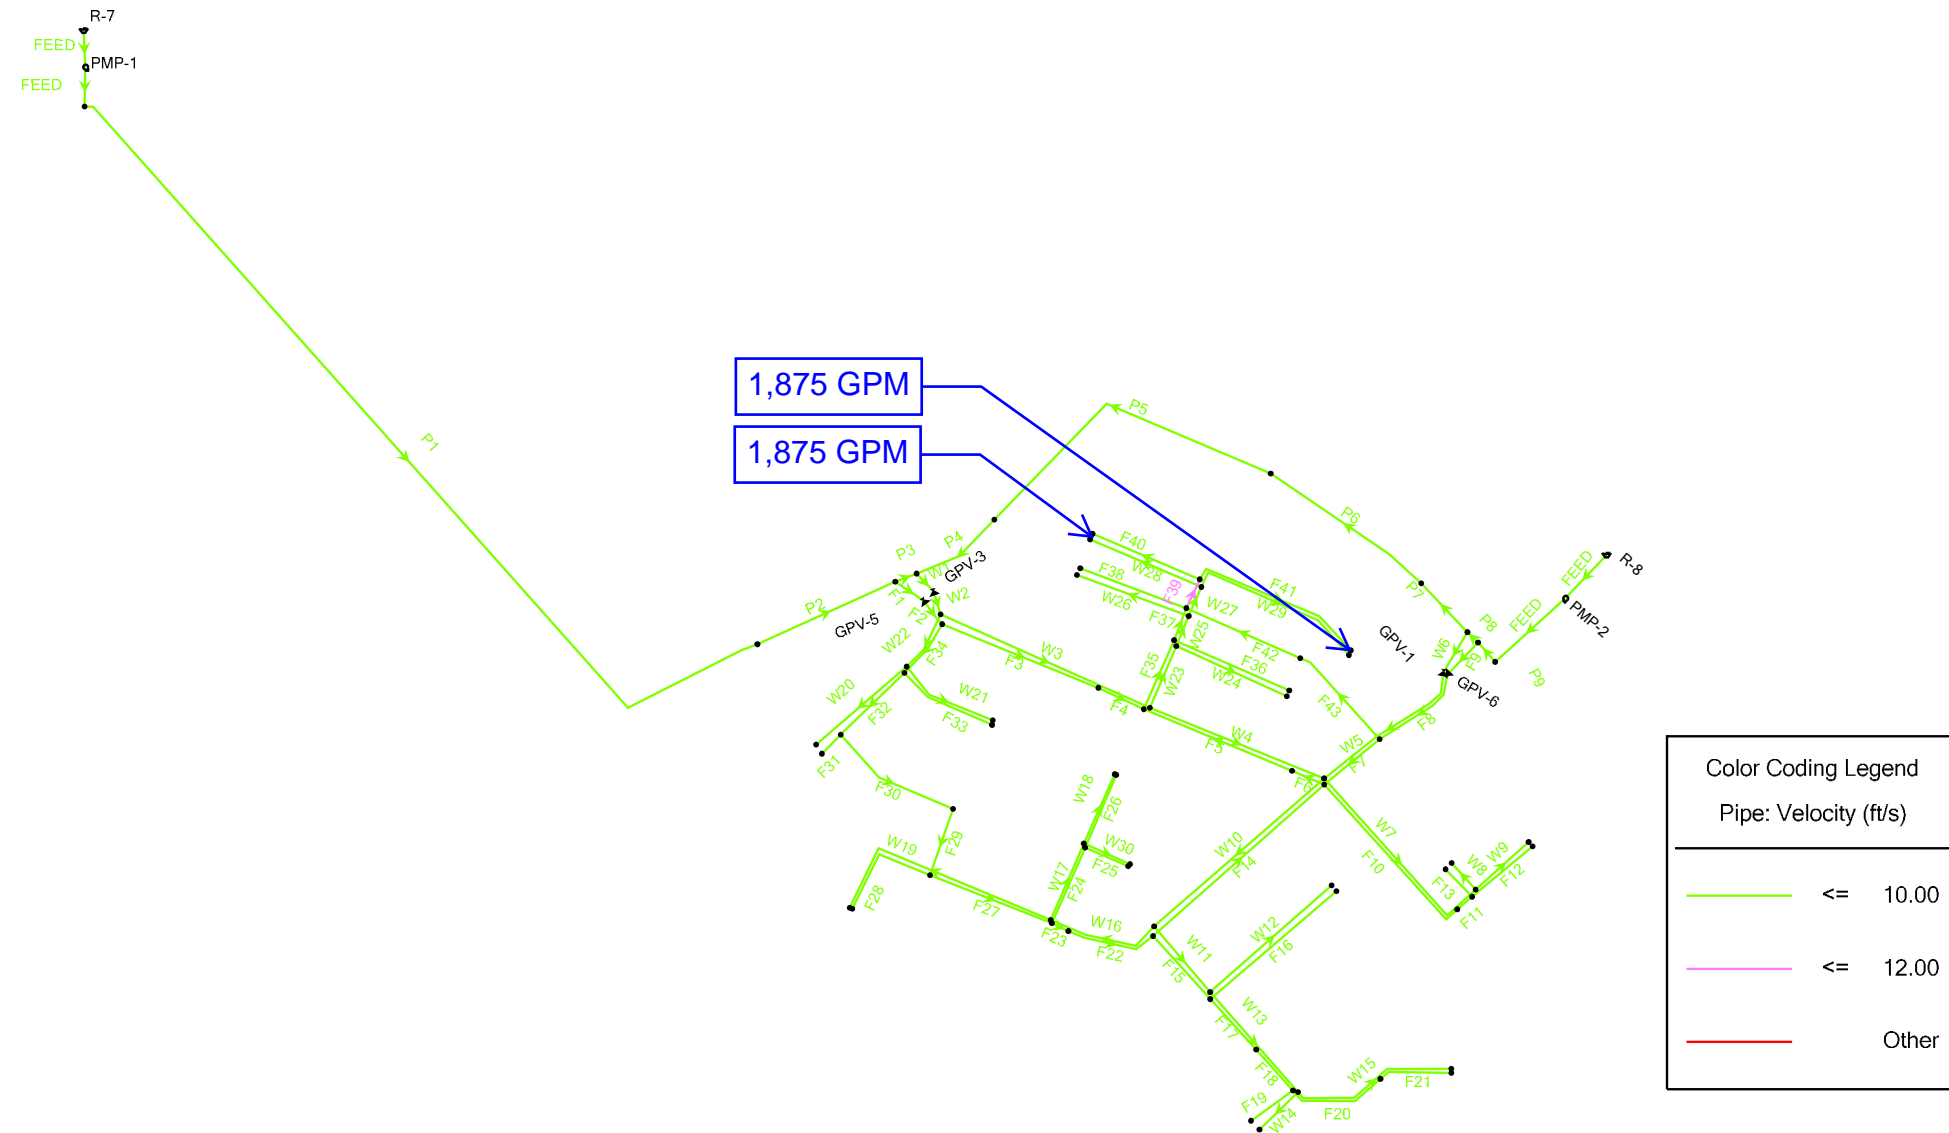 R-7
FEED
PMP-1
FEED
P1
1,875 GPM
1,875 GPM
P5
P6
P7
FEED
R-8
PMP-2
FEED
P8
P9
P4
P3
GPV-3
W1
F1
W2
F2
P2
GPV-5
F40
W28
F38
W26
F39
F41
W29
W27
F37
W25
F42
F35
W23
F36
W24
F43
GPV-1
W6
F9
GPV-6
F8
W22
F34
W3
F3
F4
W4
F5
W5
F7
F6
W20
F32
W21
F33
F31
F30
F29
W19
F28
F27
W18
F26
W30
F25
W17
F24
F23
W16
F22
W10
F14
W7
F10
W8
W9
F13
F12
F11
W11
F15
W12
F16
W13
F17
F18
F19
W14
F20
W15
F21
Color Coding Legend
Pipe: Velocity (ft/s)
<= 10.00
<= 12.00
Other